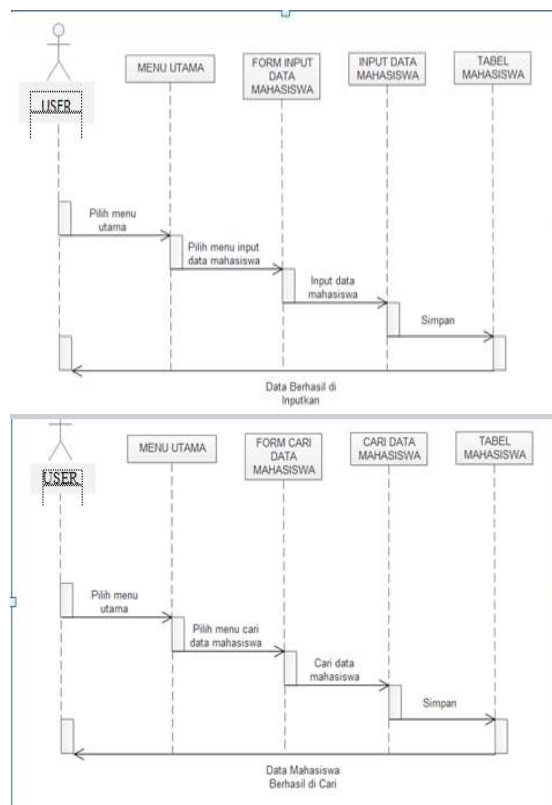 MENU UTAMA
FORM INPUT
DATA
MAHASISWA
INPUT DATA
MAHASISWA
TABEL
MAHASISWA
USER
Pilih menu
utama
Pilih menu input
data mahasiswa
Input data
mahasiswa
Simpan
Data Berhasil di
Inputkan
MENU UTAMA
FORM CARI
DATA
MAHASISWA
CARI DATA
MAHASISWA
TABEL
MAHASISWA
USER
Pilih menu
utama
Pilih menu cari
data mahasiswa
Cari data
mahasiswa
Simpan
Data Mahasiswa
Berhasil di Cari